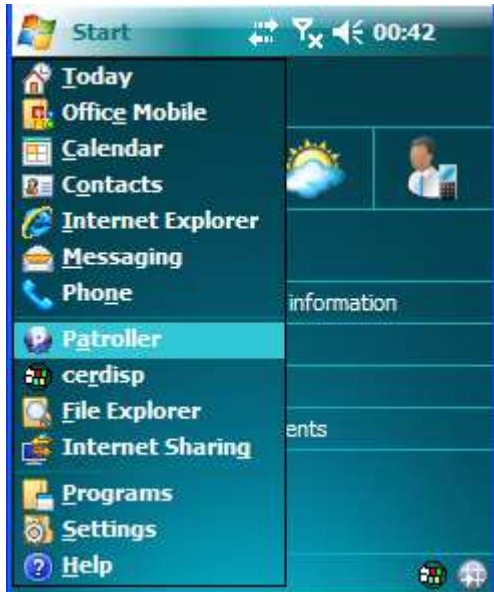 Start 00:42
Today
Office Mobile
Calendar
Contacts
Internet Explorer
Messaging
Phone
information
Patroller
cerdisp
File Explorer
ents
Internet Sharing
Programs
Settings
Help